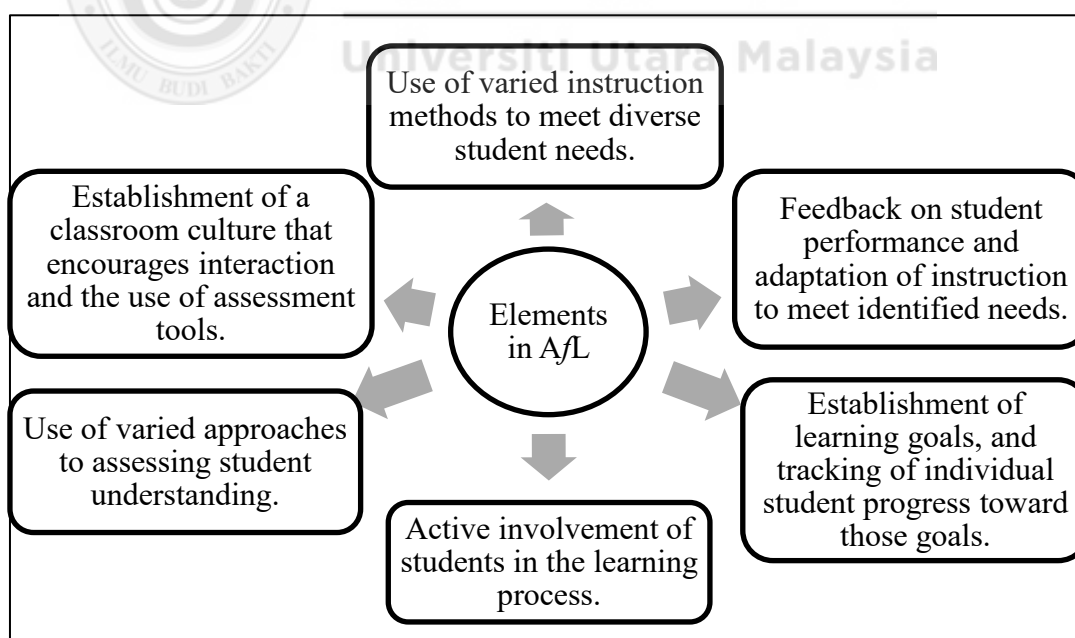 Universiti Utara Malaysia
ILMU BUDI BAKTI
Use of varied instruction
methods to meet diverse
student needs.
Establishment of a
classroom culture that
encourages interaction
and the use of assessment
tools.
Feedback on student
performance and
adaptation of instruction
to meet identified needs.
Elements
in AfL
Use of varied approaches
to assessing student
understanding.
Establishment of
learning goals, and
tracking of individual
student progress toward
those goals.
Active involvement of
students in the learning
process.